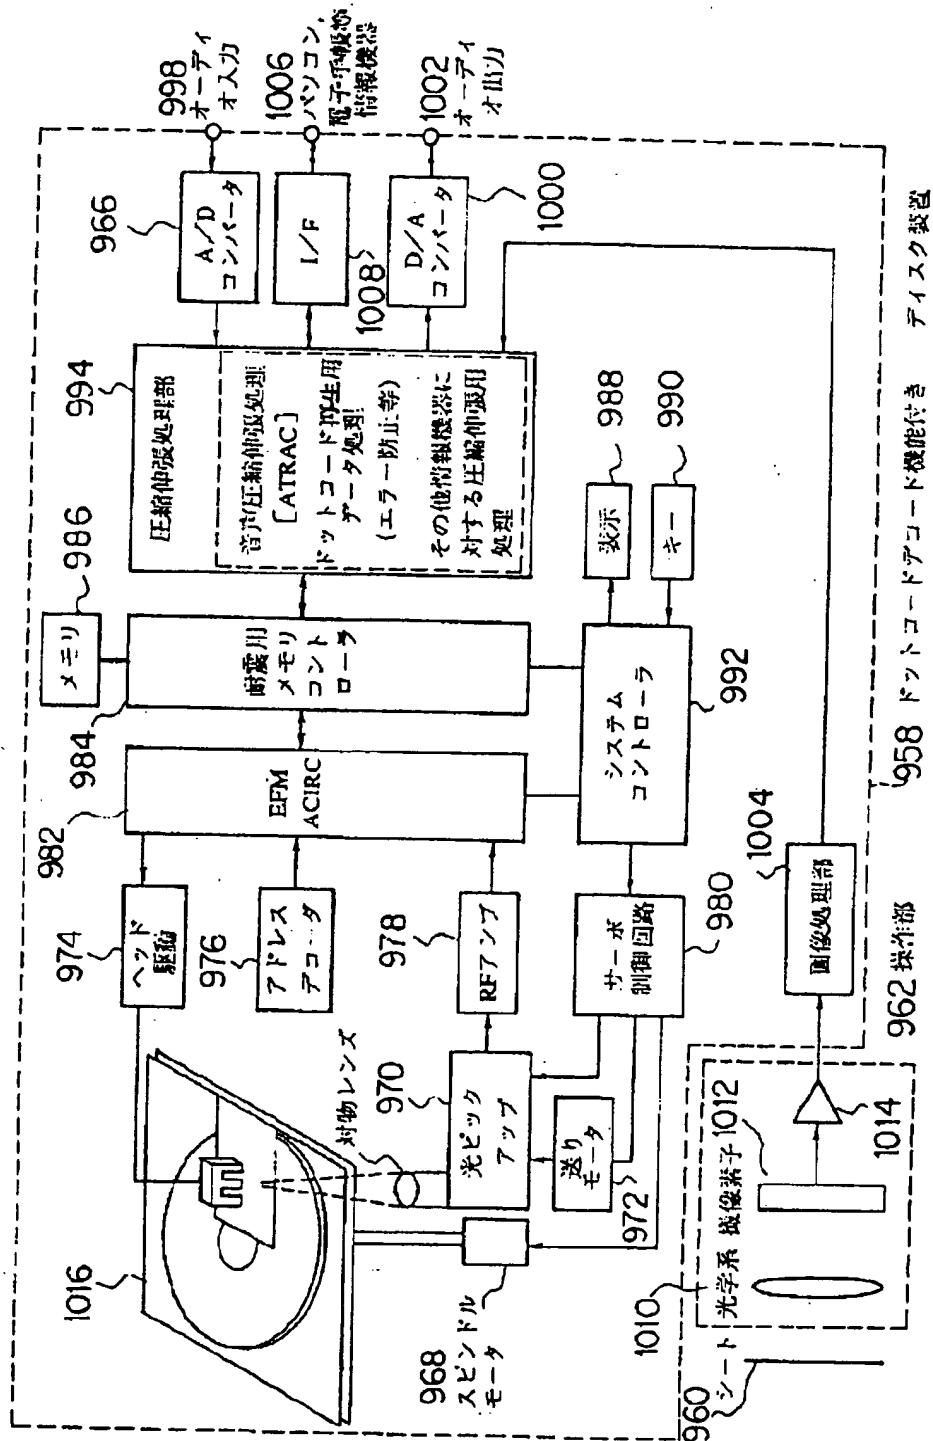 998
オーディ
オ入力
1006
パソコン,
電子手帳等
情報機器
1002
オーディ
オ出力
966
A/D
コンバータ
I/F
1008
D/A
コンバータ
1000
994
圧縮伸張処理部
音声圧縮伸張処理
[ATRAC]
ドットコード再生用
データ処理
(エラー防止等)
その他情報機器に
対する圧縮伸張用
処理
986
メモリ
984
耐震用
メモリ
コント
ローラ
988
表示
990
キー
982
EFM
ACIRC
システム
コントローラ
992
974
ヘッド
駆動
976
アドレス
デコーダ
978
RFアンプ
サーボ
制御回路
980
1004
画像処理部
958 ドットコードデコード機能付き ディスク装置
962 操作部
対物レンズ
970
光ピック
アップ
送り
モータ
972
1016
968
スピンドル
モータ
1010
光学系
撮像素子
1012
1014
960
シート